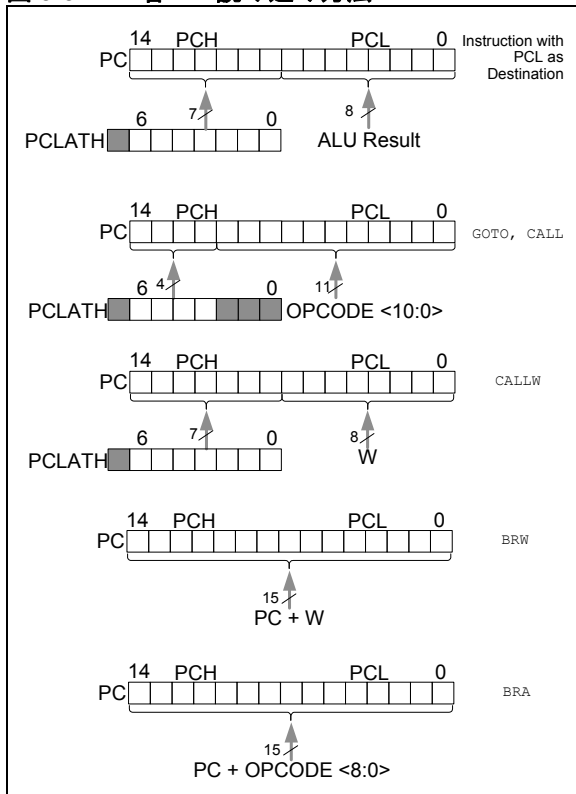 14 PCH PCL 0
Instruction with
PCL as
Destination
PC
7 8
6 0
PCLATH
ALU Result
14 PCH PCL 0
PC
GOTO, CALL
6 4 0 11
PCLATH
OPCODE <10:0>
14 PCH PCL 0
PC
CALLW
6 7 0 8
PCLATH
W
14 PCH PCL 0
PC
BRW
15
PC + W
14 PCH PCL 0
PC
BRA
15
PC + OPCODE <8:0>